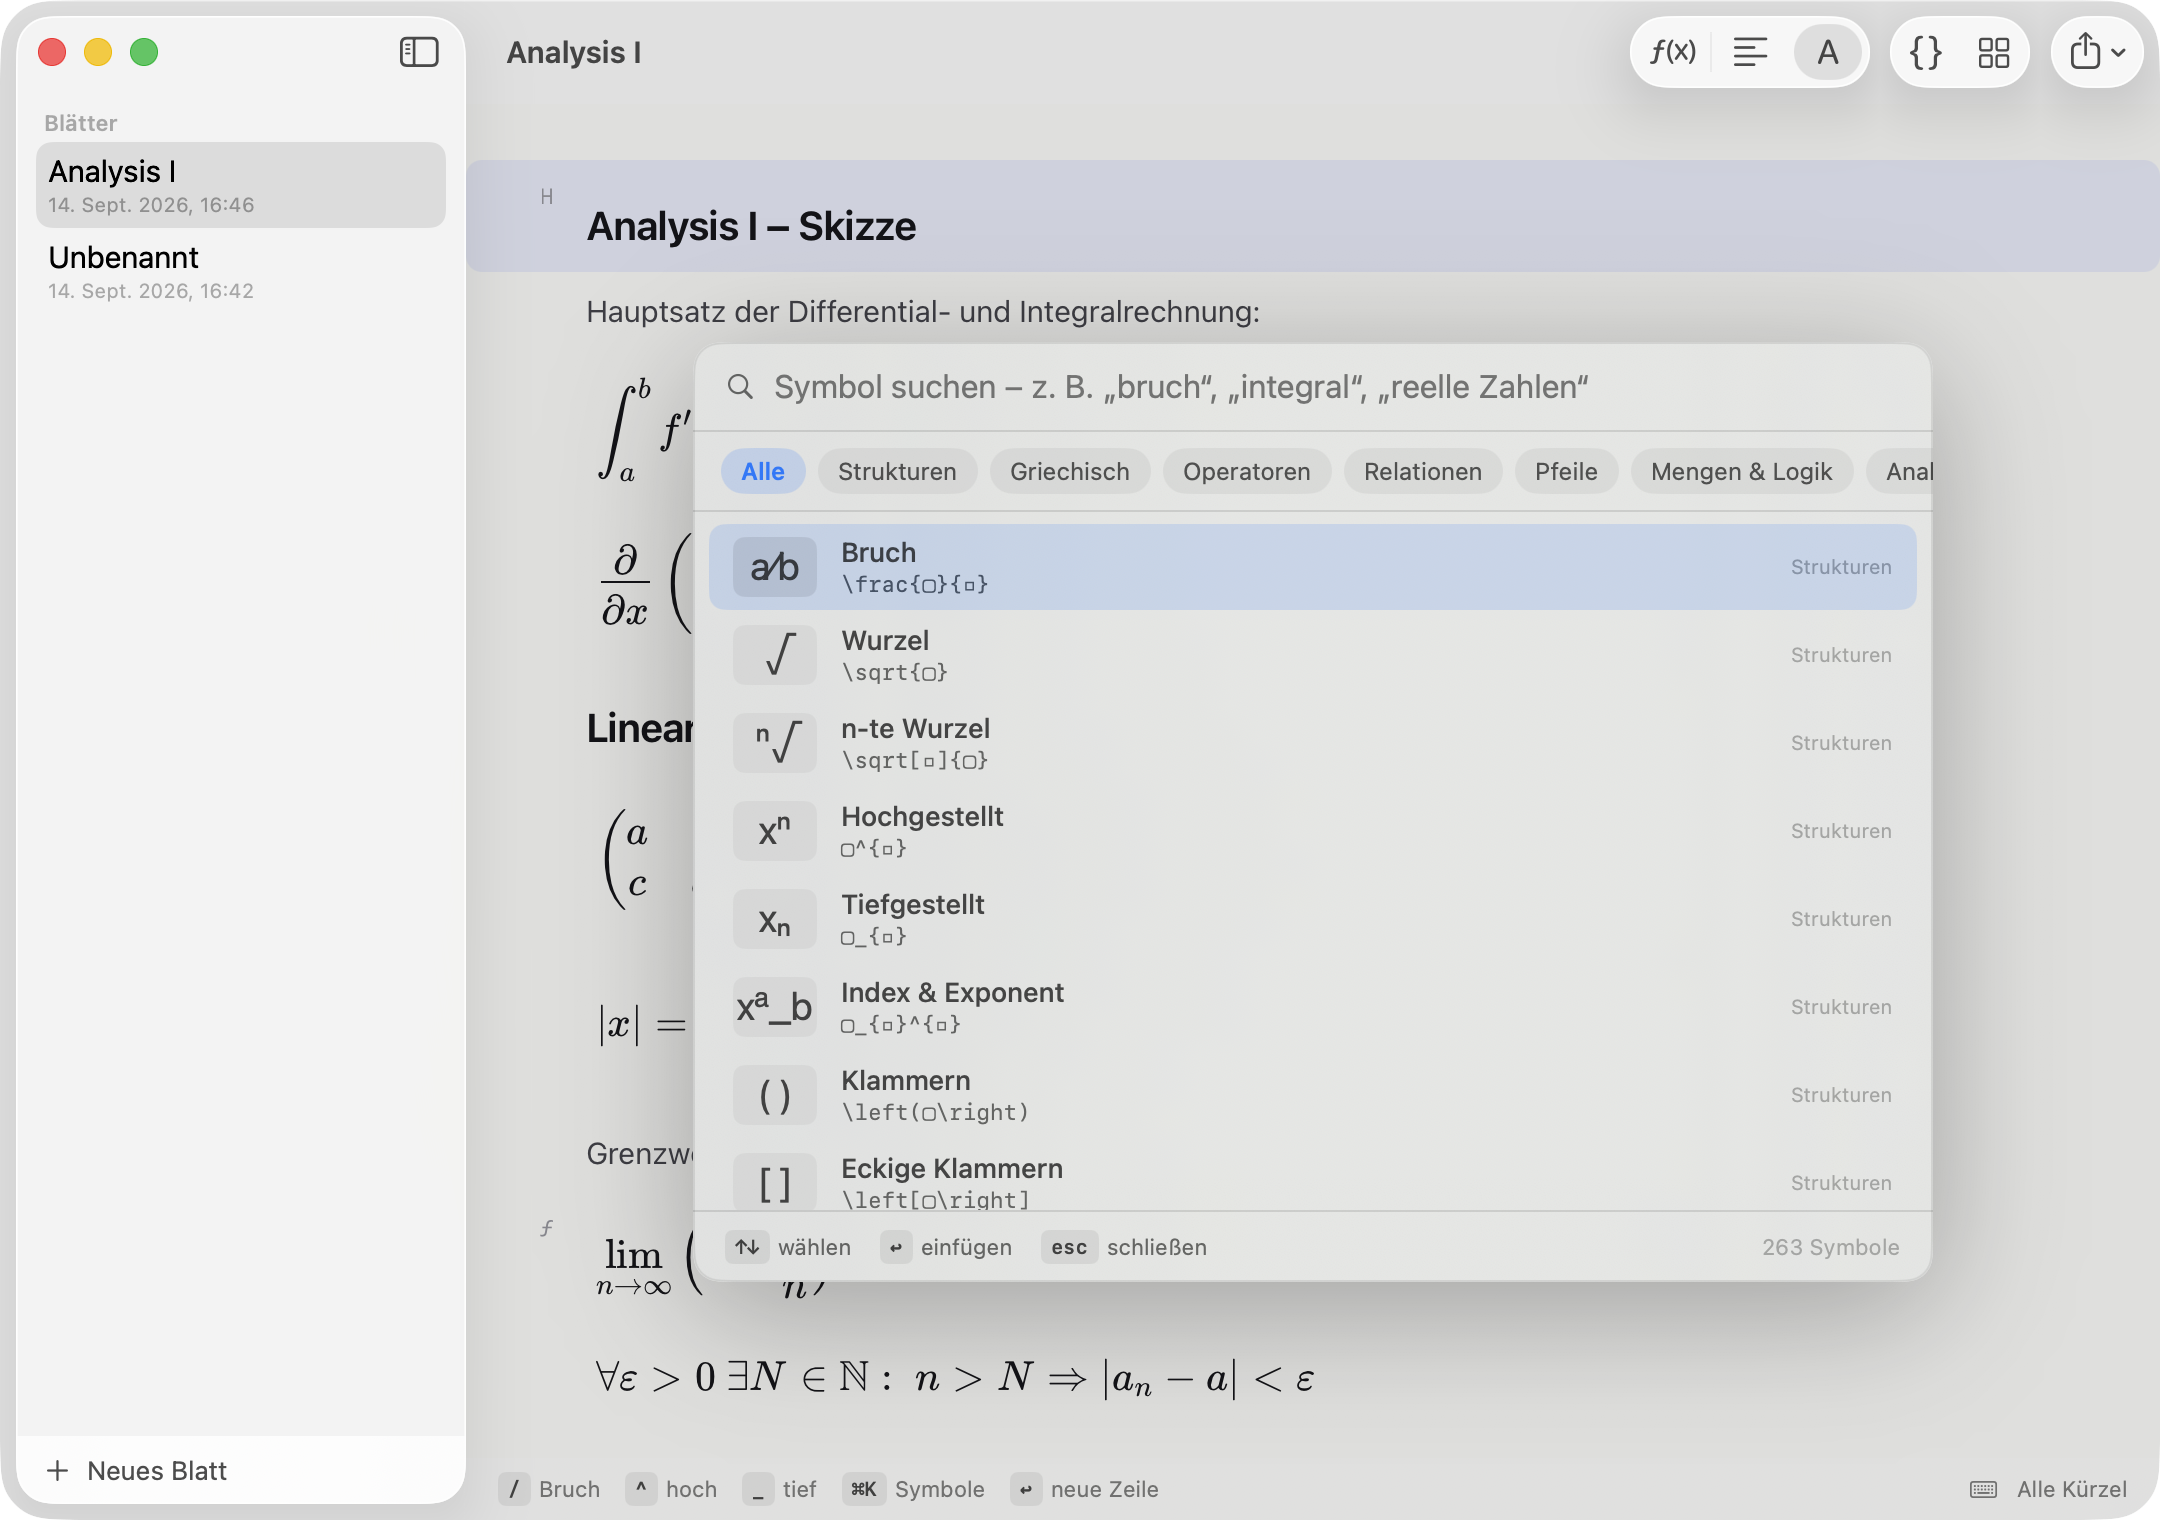 Analysis I
ƒ(x)
A
{}
Blätter
Analysis I
14. Sept. 2026, 16:46
Unbenannt
14. Sept. 2026, 16:42
H
Analysis I – Skizze
Hauptsatz der Differential- und Integralrechnung:
∫_a^b f′
∂/∂x (
Linear
(a
c
|x| =
Grenzwe
ƒ
lim n→∞ (
n)
∀ε > 0 ∃N ∈ ℕ : n > N ⇒ |aₙ − a| < ε
Symbol suchen – z. B. „bruch“, „integral“, „reelle Zahlen“
Alle Strukturen Griechisch Operatoren Relationen Pfeile Mengen & Logik Anal
a⁄b Bruch Strukturen
\frac{▢}{▫}
√ Wurzel Strukturen
\sqrt{▢}
ⁿ√ n-te Wurzel Strukturen
\sqrt[▫]{▢}
xⁿ Hochgestellt Strukturen
▢^{▫}
xₙ Tiefgestellt Strukturen
▢_{▫}
xᵃ_b Index & Exponent Strukturen
▢_{▫}^{▫}
( ) Klammern Strukturen
\left(▢\right)
[ ] Eckige Klammern Strukturen
\left[▢\right]
↑↓ wählen ↩ einfügen esc schließen 263 Symbole
+ Neues Blatt
/ Bruch ^ hoch _ tief ⌘K Symbole ↩ neue Zeile Alle Kürzel